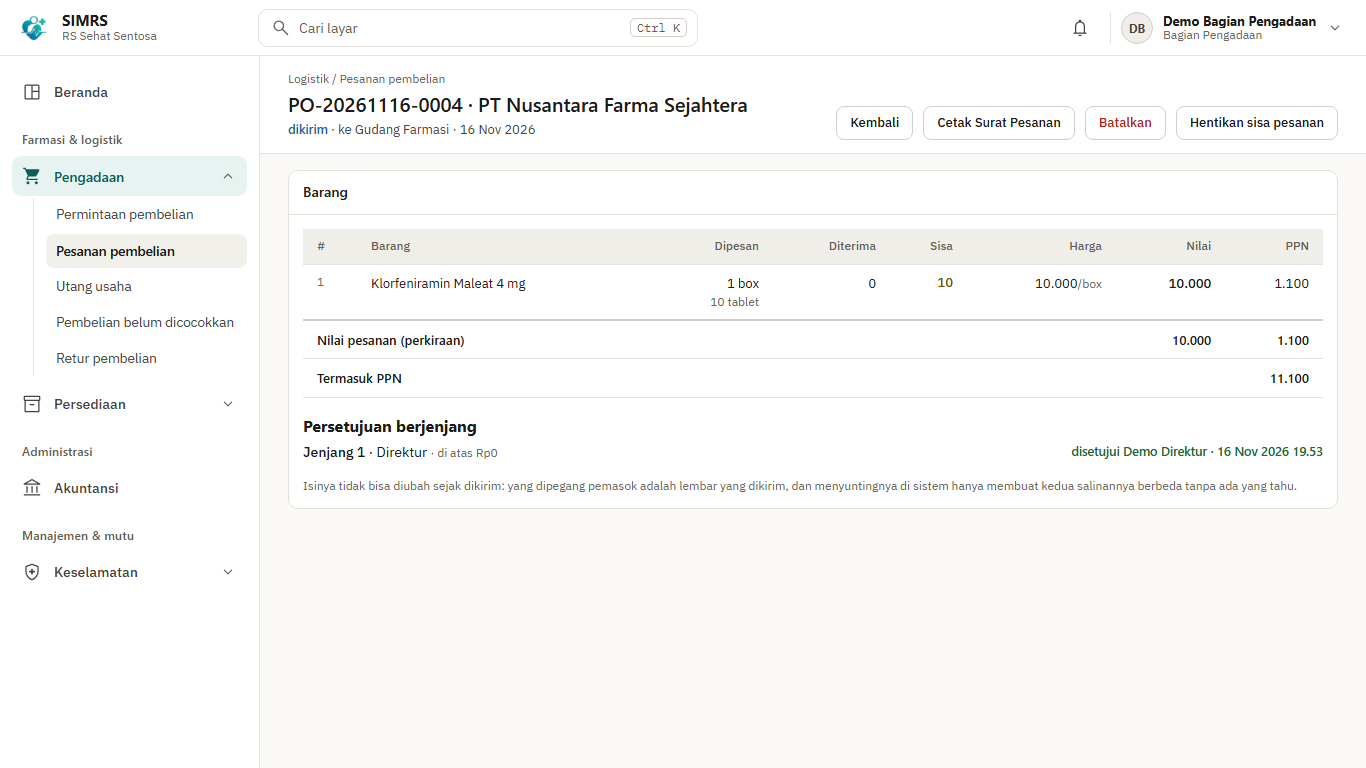 SIMRS
RS Sehat Sentosa
Cari layar
Ctrl K
DB
Demo Bagian Pengadaan
Bagian Pengadaan
Beranda
Farmasi & logistik
Pengadaan
Permintaan pembelian
Pesanan pembelian
Utang usaha
Pembelian belum dicocokkan
Retur pembelian
Persediaan
Administrasi
Akuntansi
Manajemen & mutu
Keselamatan
Logistik / Pesanan pembelian
PO-20261116-0004 · PT Nusantara Farma Sejahtera
dikirim · ke Gudang Farmasi · 16 Nov 2026
Kembali
Cetak Surat Pesanan
Batalkan
Hentikan sisa pesanan
Barang
# Barang Dipesan Diterima Sisa Harga Nilai PPN
1 Klorfeniramin Maleat 4 mg 1 box 0 10 10.000/box 10.000 1.100
10 tablet
Nilai pesanan (perkiraan) 10.000 1.100
Termasuk PPN 11.100
Persetujuan berjenjang
Jenjang 1 · Direktur · di atas Rp0 disetujui Demo Direktur · 16 Nov 2026 19.53
Isinya tidak bisa diubah sejak dikirim: yang dipegang pemasok adalah lembar yang dikirim, dan menyuntingnya di sistem hanya membuat kedua salinannya berbeda tanpa ada yang tahu.